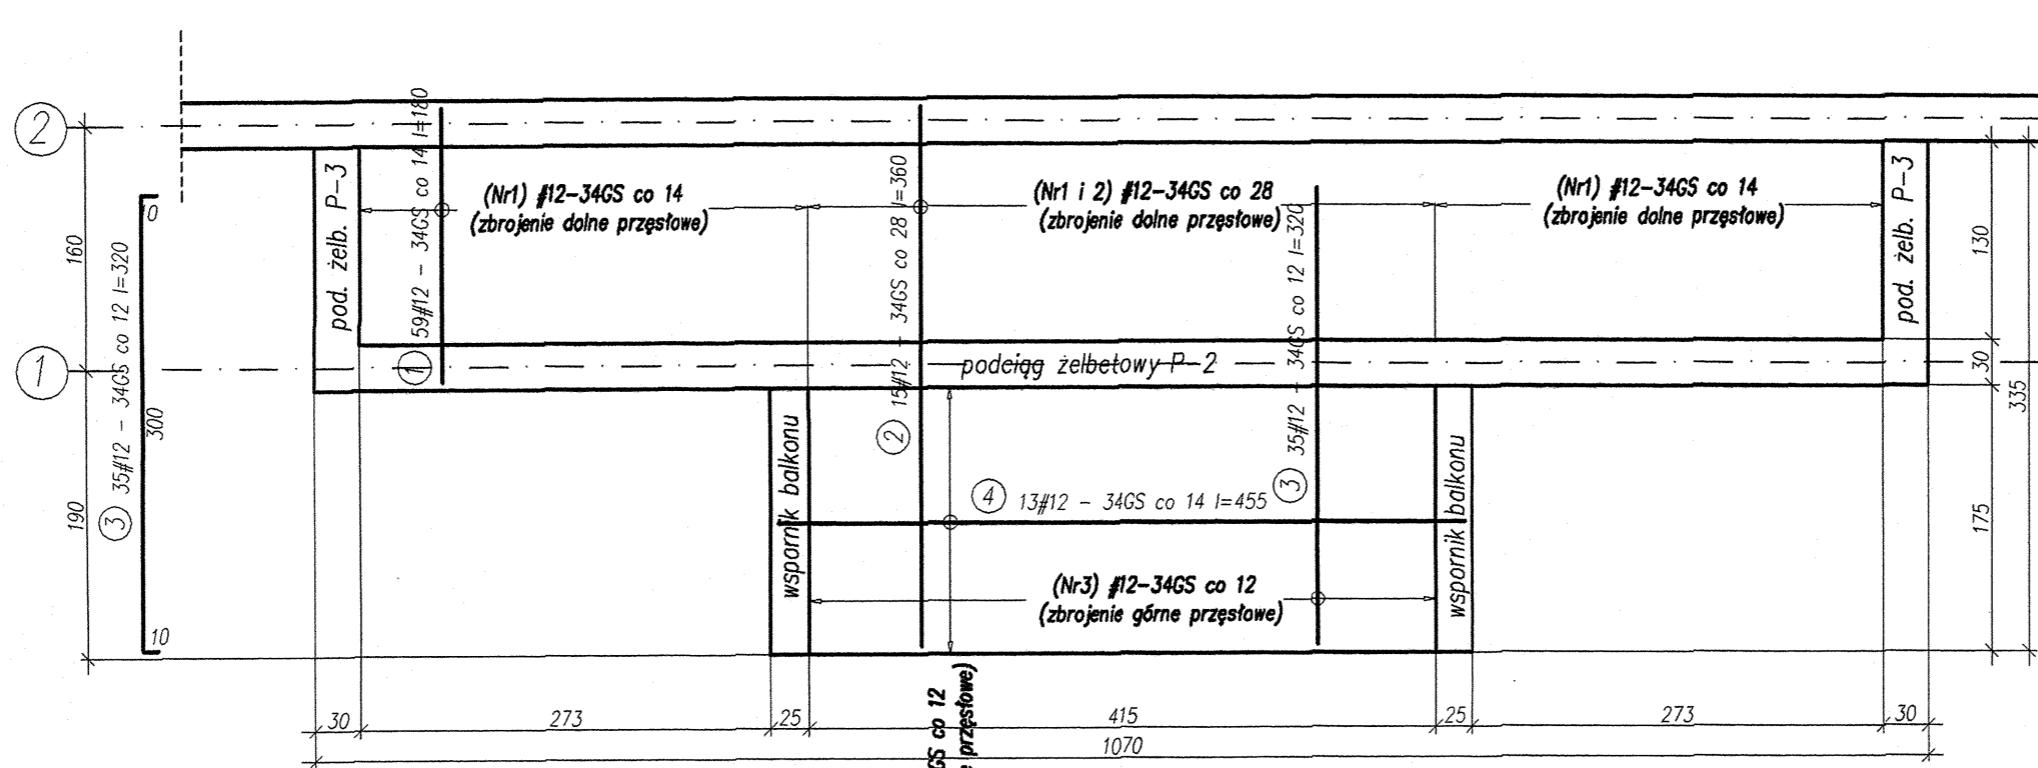 2
59#12 - 34GS co 14 l=180
1
(Nr1) #12-34GS co 14
(zbrojenie dolne przęsłowe)
15#12 - 34GS co 28 l=360
2
(Nr1 i 2) #12-34GS co 28
(zbrojenie dolne przęsłowe)
35#12 - 34GS co 12 l=320
3
(Nr1) #12-34GS co 14
(zbrojenie dolne przęsłowe)
pod. żelb. P-3
pod. żelb. P-3
160
190
3 35#12 - 34GS co 12 l=320
300
10
1
podciąg żelbetowy P-2
wspornik balkonu
wspornik balkonu
4 13#12 - 34GS co 14 l=455
(Nr3) #12-34GS co 12
(zbrojenie górne przęsłowe)
GS co 12
przęsłowe)
130
30
175
335
30 273 25 415 25 273 30
1070